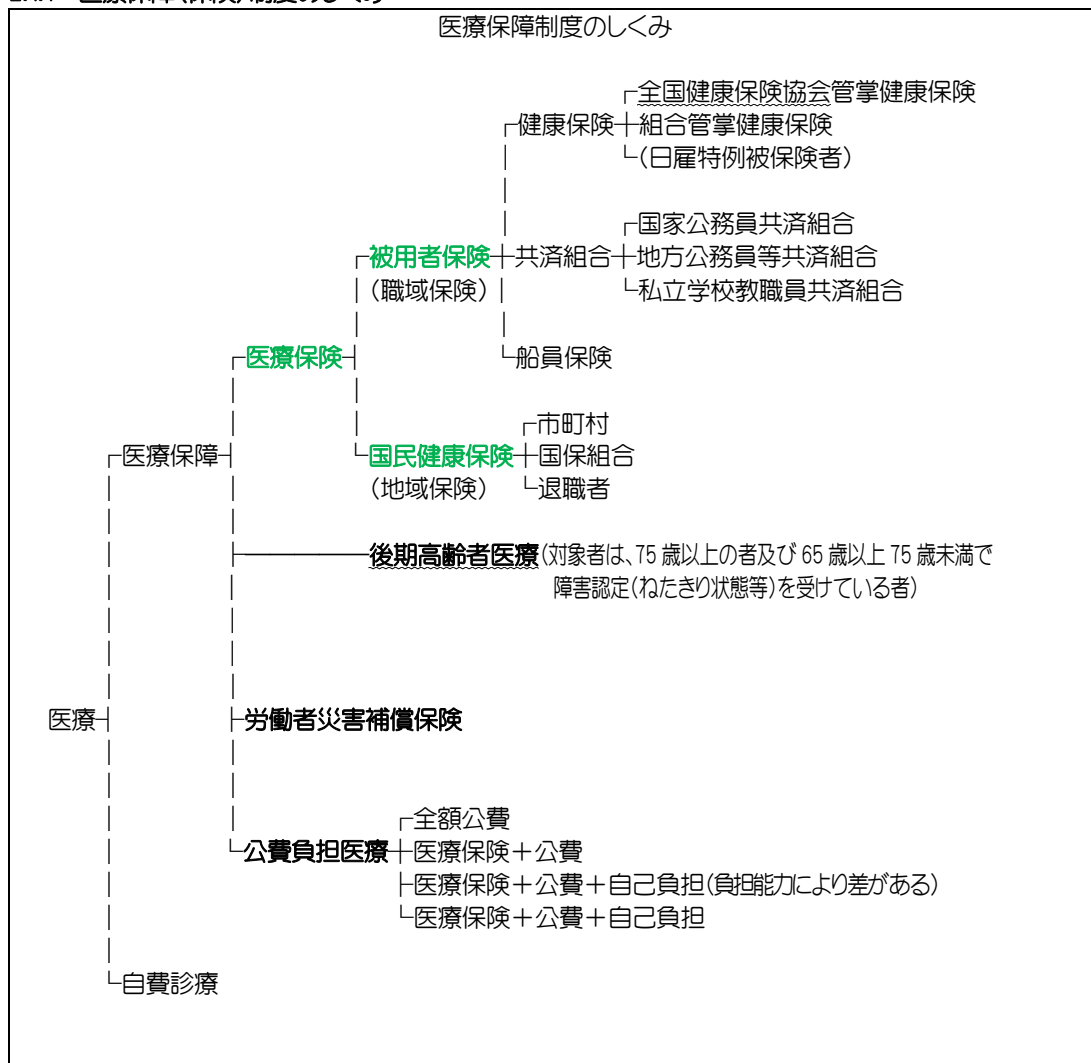 医療保障制度のしくみ
全国健康保険協会管掌健康保険
健康保険 組合管掌健康保険
(日雇特例被保険者)
国家公務員共済組合
被用者保険 共済組合 地方公務員等共済組合
(職域保険) 私立学校教職員共済組合
医療保険 船員保険
市町村
医療保障 国民健康保険 国保組合
(地域保険) 退職者
後期高齢者医療(対象者は、75歳以上の者及び65歳以上75歳未満で
障害認定(ねたきり状態等)を受けている者)
医療 労働者災害補償保険
全額公費
公費負担医療 医療保険+公費
医療保険+公費+自己負担(負担能力により差がある)
医療保険+公費+自己負担
自費診療